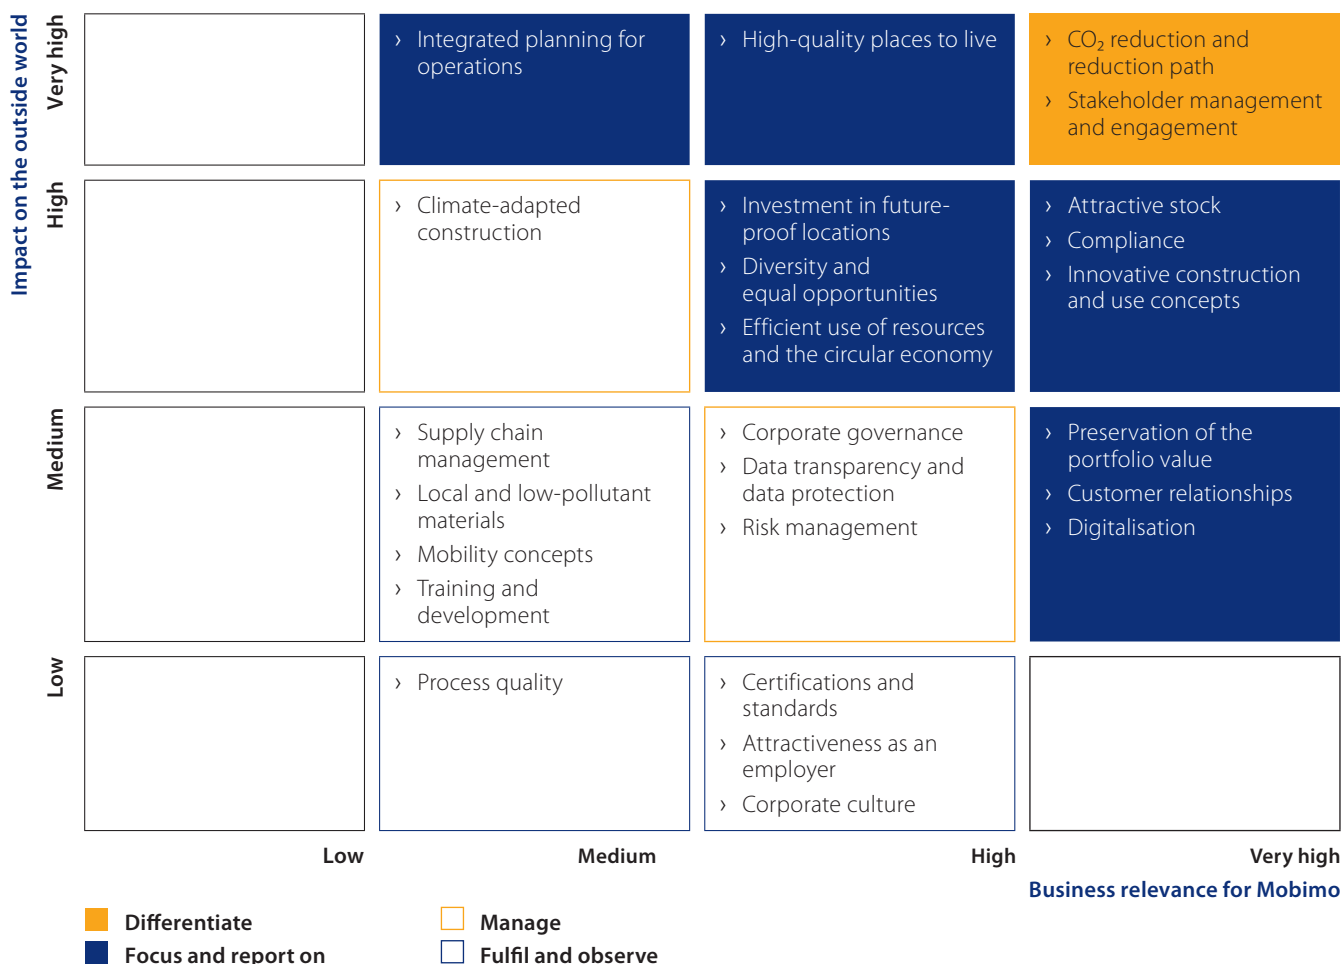 Impact on the outside world
Very high
› Integrated planning for
operations
› High-quality places to live
› CO₂ reduction and
reduction path
› Stakeholder management
and engagement
High
› Climate-adapted
construction
› Investment in future-
proof locations
› Diversity and
equal opportunities
› Efficient use of resources
and the circular economy
› Attractive stock
› Compliance
› Innovative construction
and use concepts
Medium
› Supply chain
management
› Local and low-pollutant
materials
› Mobility concepts
› Training and
development
› Corporate governance
› Data transparency and
data protection
› Risk management
› Preservation of the
portfolio value
› Customer relationships
› Digitalisation
Low
› Process quality
› Certifications and
standards
› Attractiveness as an
employer
› Corporate culture
Low
Medium
High
Very high
Business relevance for Mobimo
Differentiate
Manage
Focus and report on
Fulfil and observe